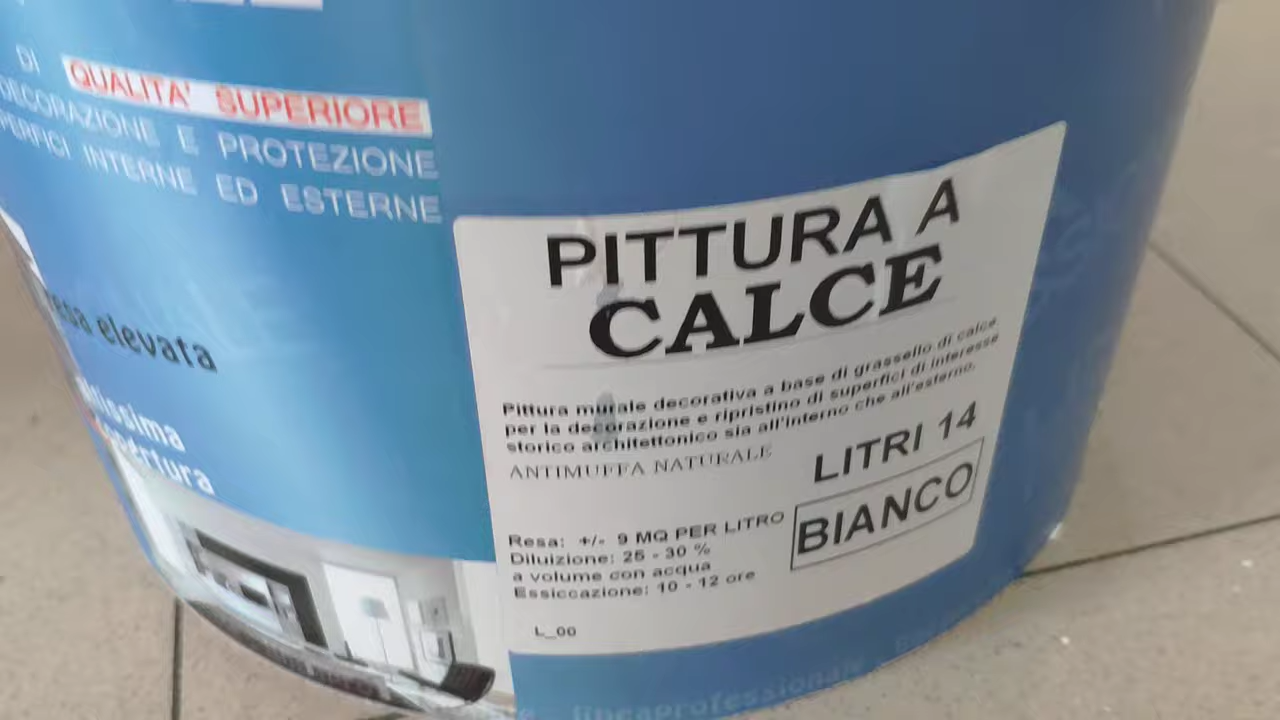 DI QUALITA' SUPERIORE
DECORAZIONE E PROTEZIONE
INTERNE ED ESTERNE
elevata
PITTURA A
CALCE
Pittura murale decorativa a base di grassello di calce.
per la decorazione e ripristino di superfici di interesse
storico architettonico sia all'interno che all'esterno.
ANTIMUFFA NATURALE
LITRI 14
BIANCO
Resa: +/- 9 MQ PER LITRO
Diluizione: 25 - 30 %
a volume con acqua
Essiccazione: 10 - 12 ore
L_00
lineaprofessionale